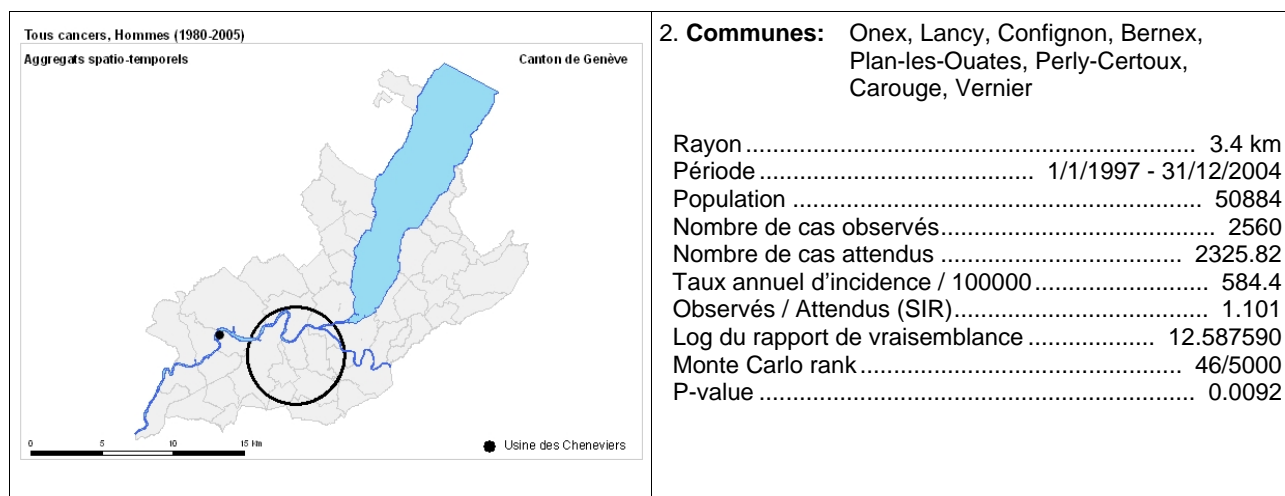 Tous cancers, Hommes (1980-2005)
Aggregats spatio-temporels
Canton de Genève
0 5 10 15 Km
Usine des Cheneviers
2. Communes: Onex, Lancy, Confignon, Bernex,
Plan-les-Ouates, Perly-Certoux,
Carouge, Vernier
Rayon ................................................................... 3.4 km
Période ................................... 1/1/1997 - 31/12/2004
Population ............................................................. 50884
Nombre de cas observés......................................... 2560
Nombre de cas attendus ..................................... 2325.82
Taux annuel d'incidence / 100000.......................... 584.4
Observés / Attendus (SIR)...................................... 1.101
Log du rapport de vraisemblance ................... 12.587590
Monte Carlo rank................................................ 46/5000
P-value ................................................................. 0.0092